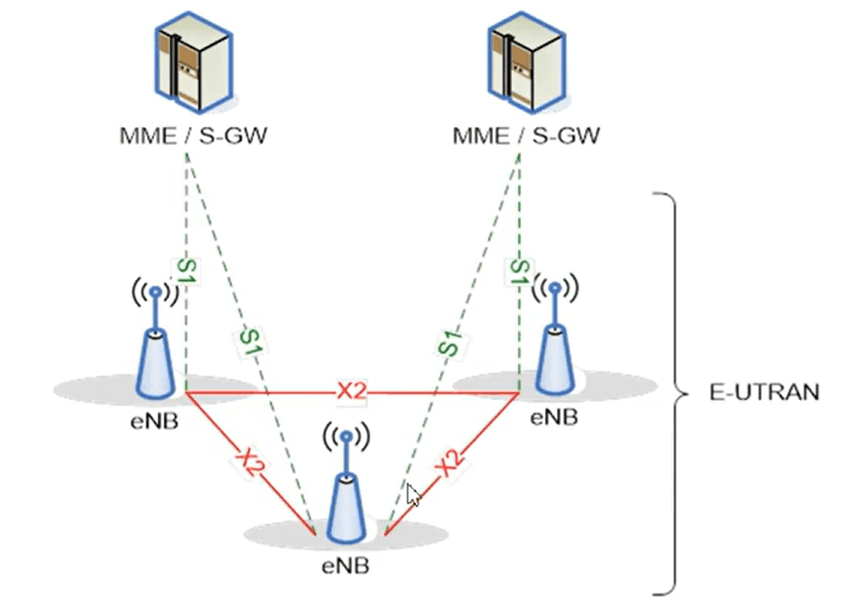 MME / S-GW
MME / S-GW
S1
S1
S1
S1
X2
E-UTRAN
eNB
eNB
X2
X2
eNB